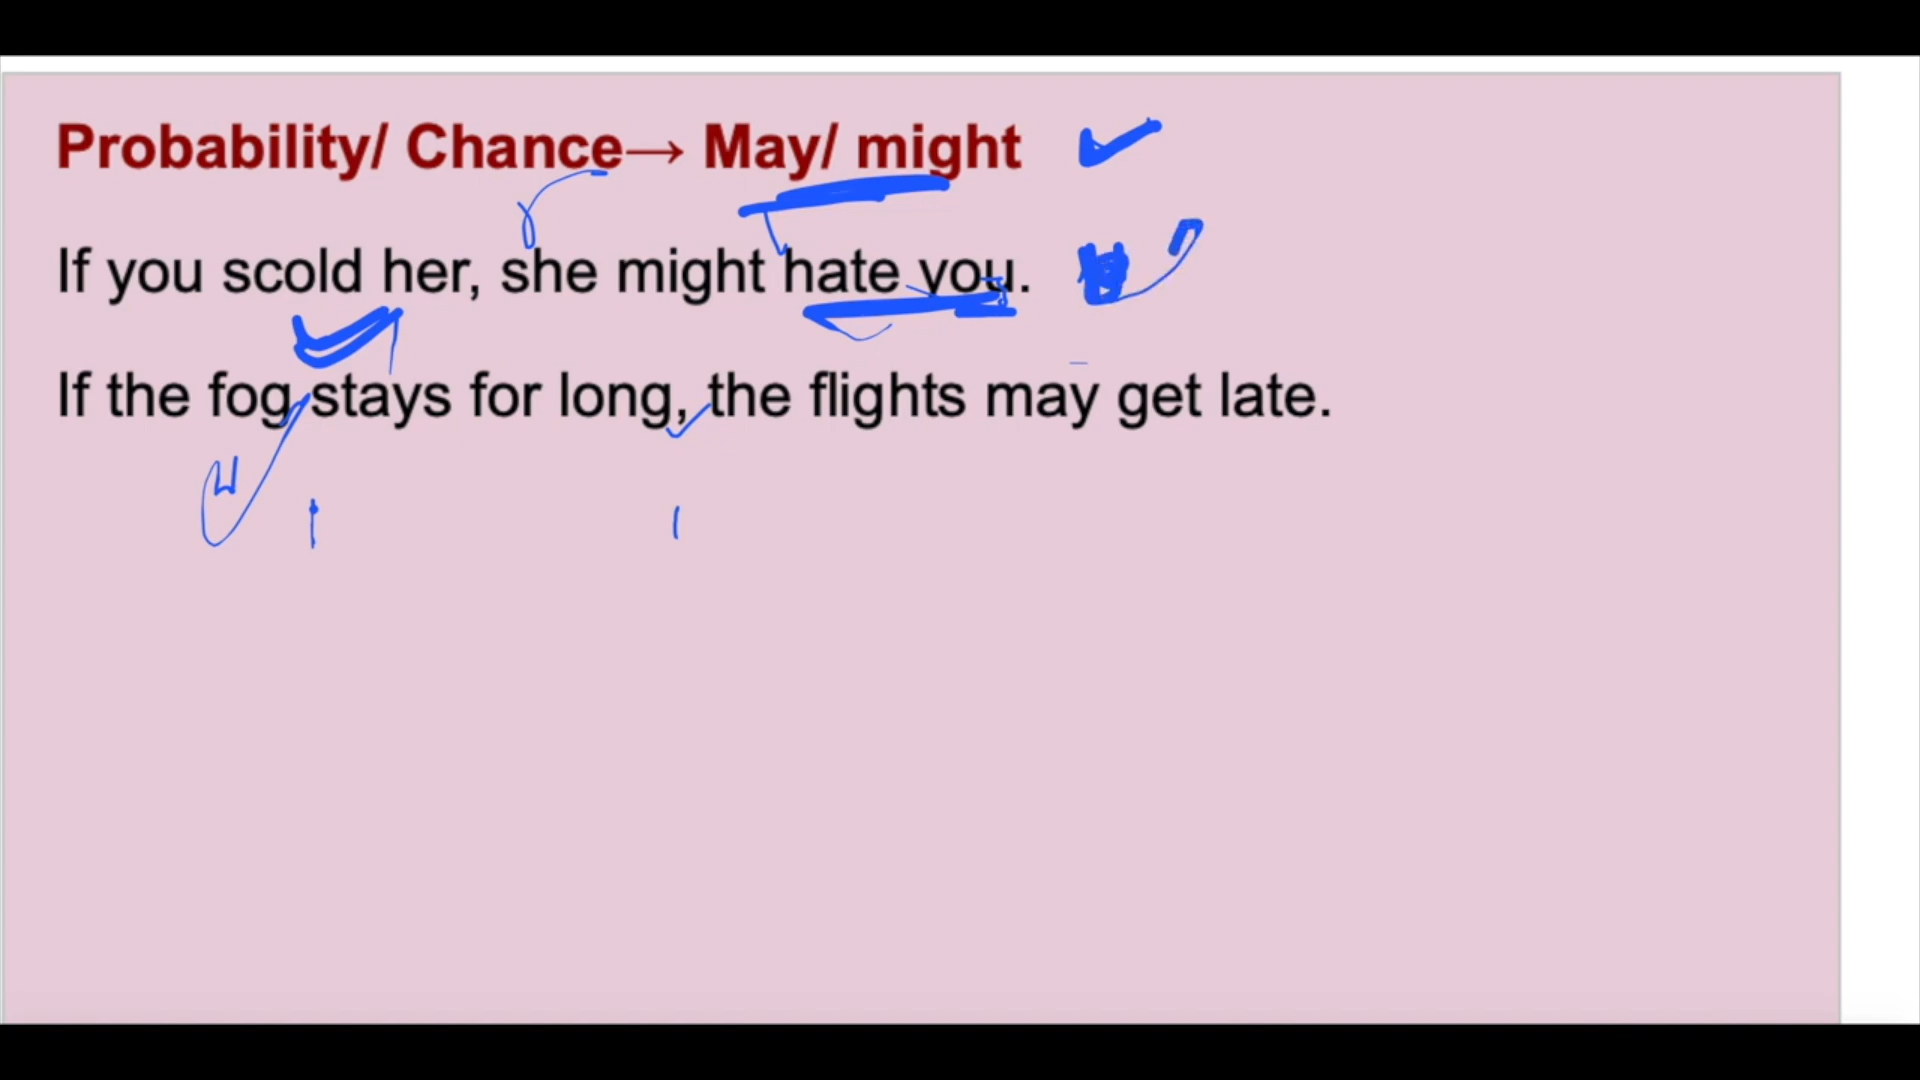 Probability/ Chance→ May/ might
If you scold her, she might hate you.
If the fog stays for long, the flights may get late.